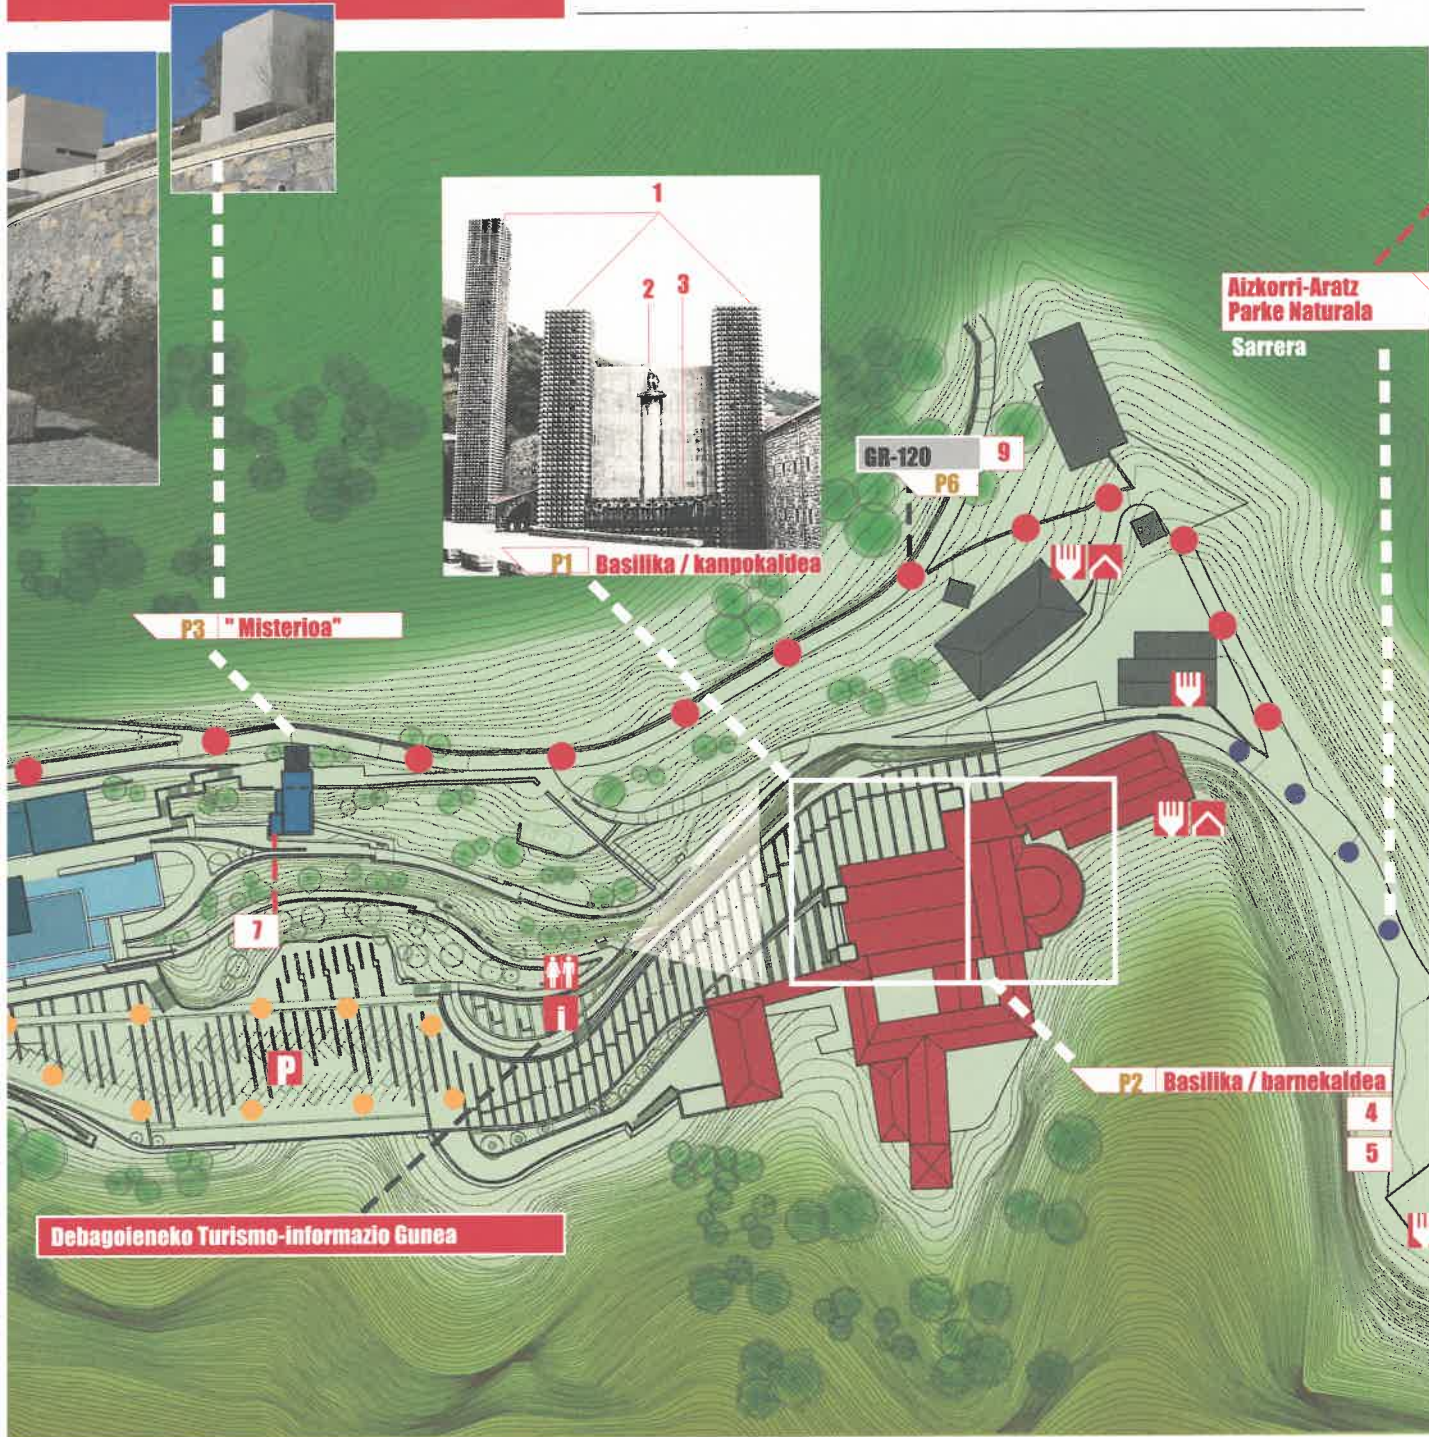 1
2
3
P1 Basilika / kanpokaldea
Aizkorri-Aratz
Parke Naturala
Sarrera
GR-120 9
P6
P3 "Misterioa"
7
i
P
P2 Basilika / barnekaldea
4
5
Debagoieneko Turismo-informazio Gunea